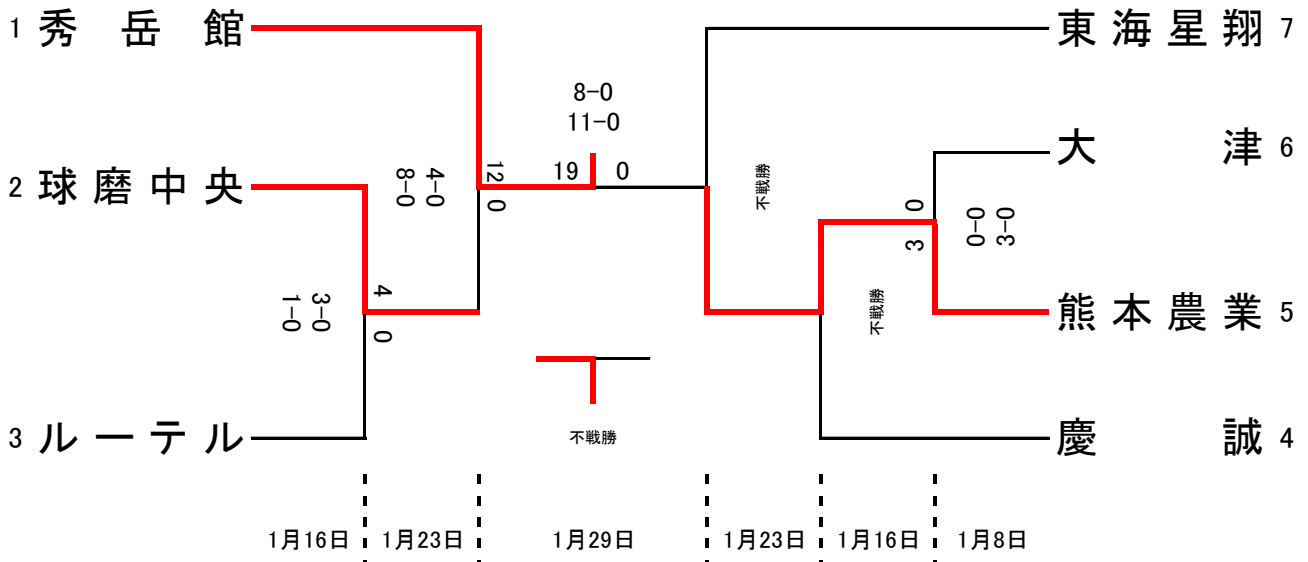 1 秀岳館
2 球磨中央
3 ルーテル
東海星翔 7
大津 6
熊本農業 5
慶誠 4
8-0
11-0
19 0
12 0
4-0
8-0
4 0
3-0
1-0
不戦勝
0 3
3-0
0-0
不戦勝
不戦勝
1月16日 1月23日 1月29日 1月23日 1月16日 1月8日